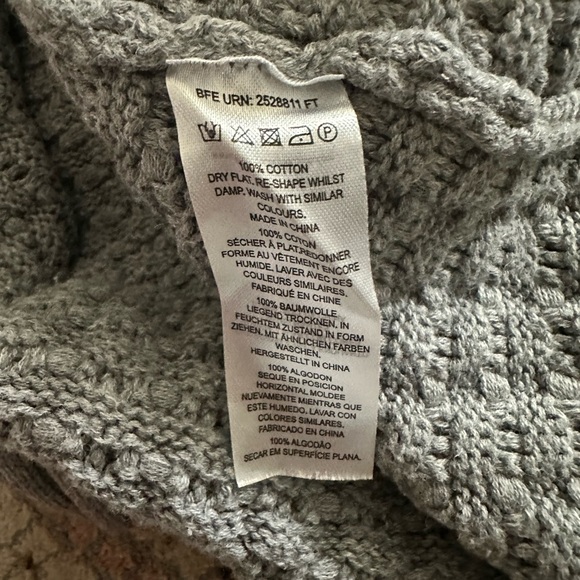 BFE URN: 2528811 FT
P
100% COTTON
DRY FLAT. RE-SHAPE WHILST
DAMP. WASH WITH SIMILAR
COLOURS.
MADE IN CHINA
100% COTON
SÉCHER À PLAT.REDONNER
FORME AU VÊTEMENT ENCORE
HUMIDE. LAVER AVEC DES
COULEURS SIMILAIRES.
FABRIQUÉ EN CHINE
100% BAUMWOLLE
LIEGEND TROCKNEN. IN
FEUCHTEM ZUSTAND IN FORM
ZIEHEN. MIT ÄHNLICHEN FARBEN
WASCHEN.
HERGESTELLT IN CHINA
100% ALGODON
SEQUE EN POSICION
HORIZONTAL MOLDEE
NUEVAMENTE MIENTRAS QUE
ESTE HUMEDO. LAVAR CON
COLORES SIMILARES.
FABRICADO EN CHINA
100% ALGODÃO
SECAR EM SUPERFÍCIE PLANA.